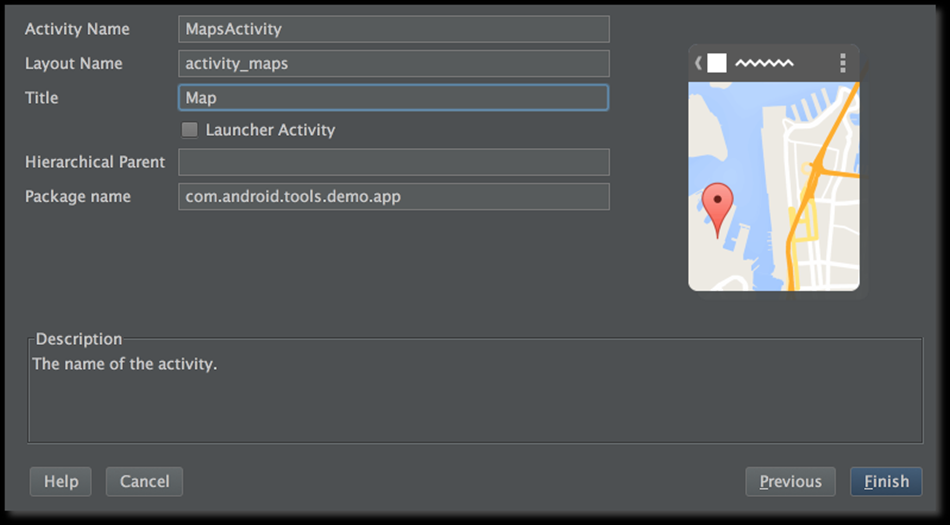 Activity Name MapsActivity
Layout Name activity_maps
Title Map
Launcher Activity
Hierarchical Parent
Package name com.android.tools.demo.app
Description
The name of the activity.
Help Cancel Previous Finish